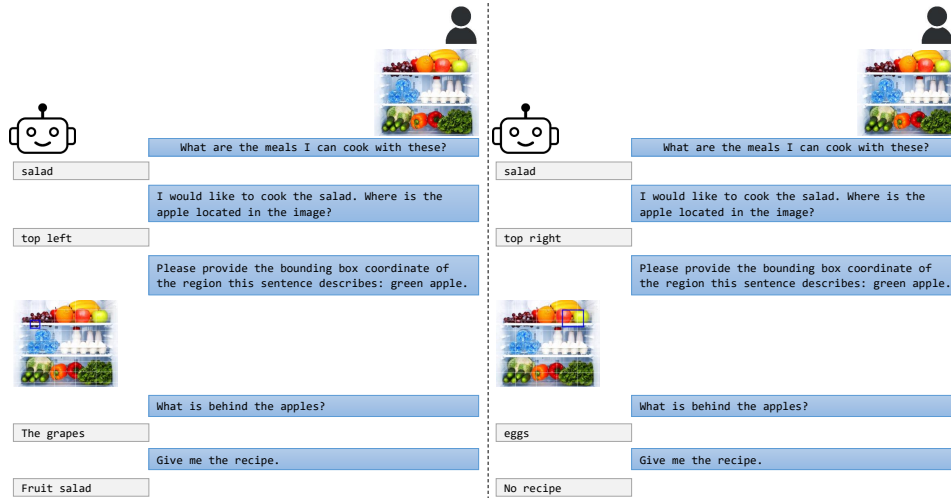 What are the meals I can cook with these?
salad
I would like to cook the salad. Where is the
apple located in the image?
top left
Please provide the bounding box coordinate of
the region this sentence describes: green apple.
What is behind the apples?
The grapes
Give me the recipe.
Fruit salad
What are the meals I can cook with these?
salad
I would like to cook the salad. Where is the
apple located in the image?
top right
Please provide the bounding box coordinate of
the region this sentence describes: green apple.
What is behind the apples?
eggs
Give me the recipe.
No recipe